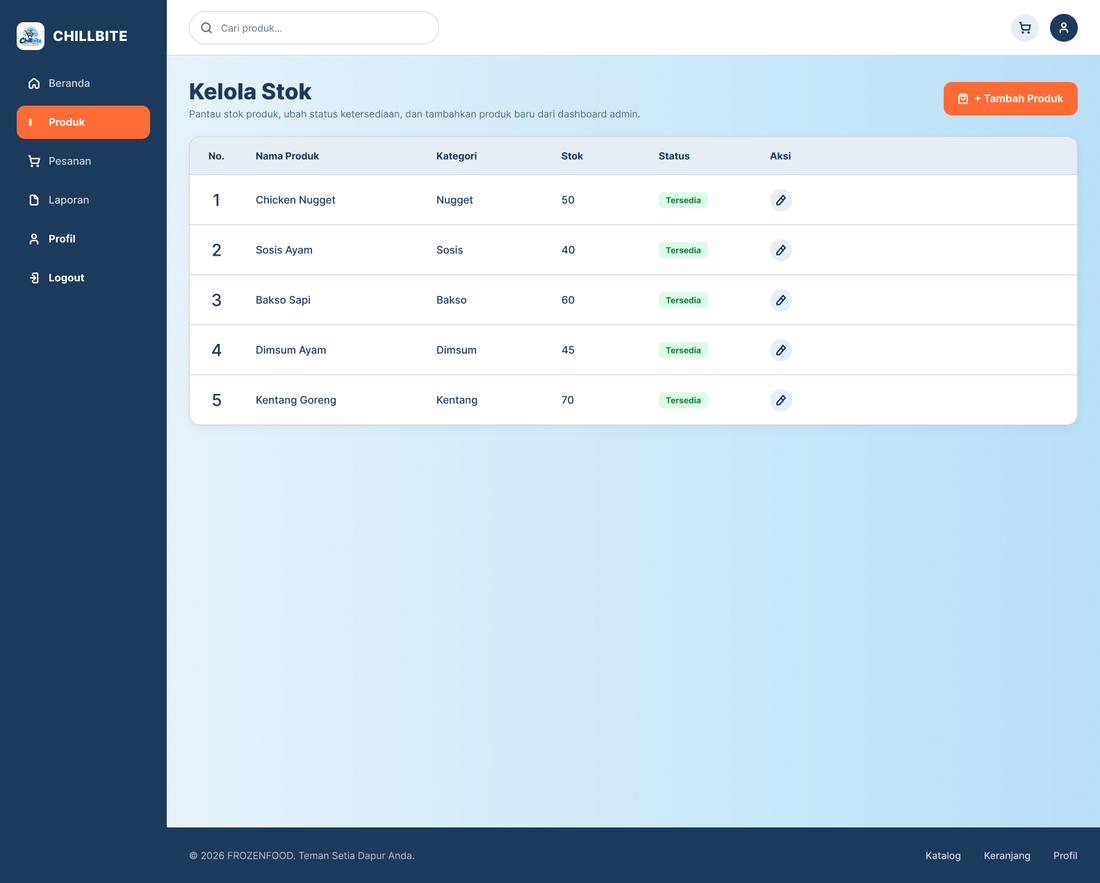 Chillbite
CHILLBITE
Cari produk...
Beranda
Produk
Pesanan
Laporan
Profil
Logout
Kelola Stok
Pantau stok produk, ubah status ketersediaan, dan tambahkan produk baru dari dashboard admin.
+ Tambah Produk
No. Nama Produk Kategori Stok Status Aksi
1 Chicken Nugget Nugget 50 Tersedia
2 Sosis Ayam Sosis 40 Tersedia
3 Bakso Sapi Bakso 60 Tersedia
4 Dimsum Ayam Dimsum 45 Tersedia
5 Kentang Goreng Kentang 70 Tersedia
© 2026 FROZENFOOD. Teman Setia Dapur Anda.
Katalog Keranjang Profil